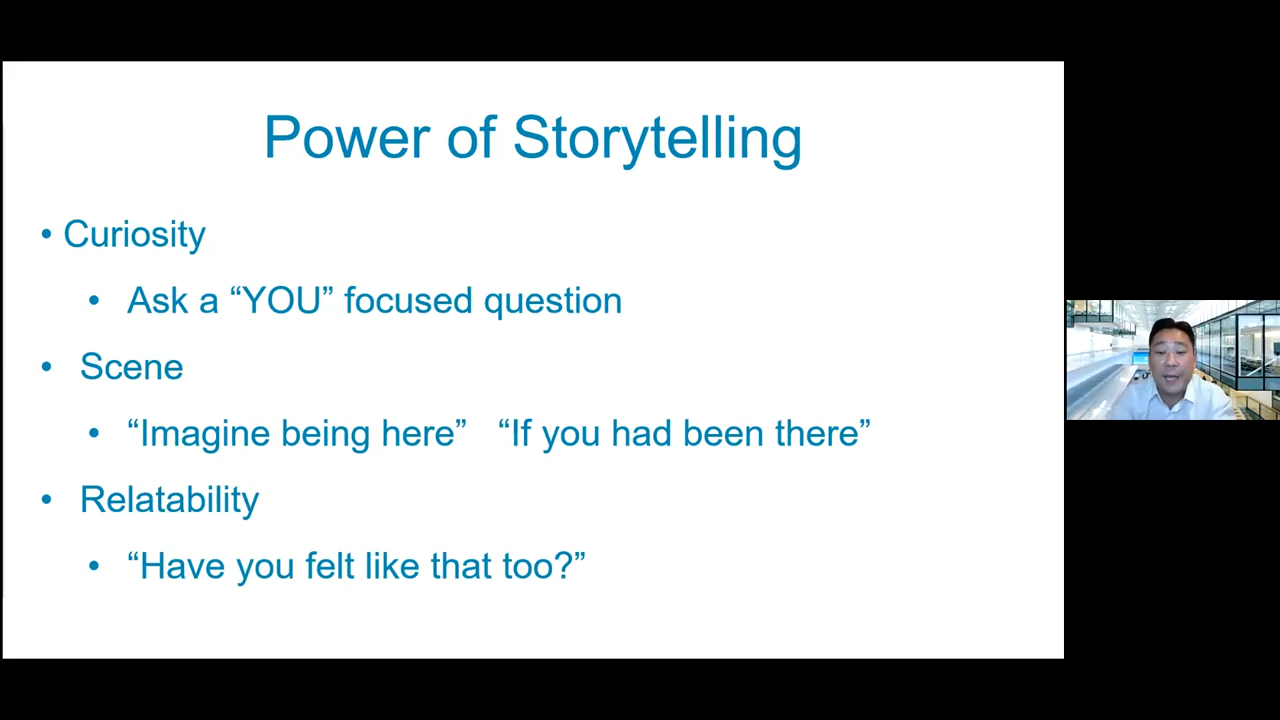 Power of Storytelling
• Curiosity
• Ask a “YOU” focused question
• Scene
• “Imagine being here” “If you had been there”
• Relatability
• “Have you felt like that too?”